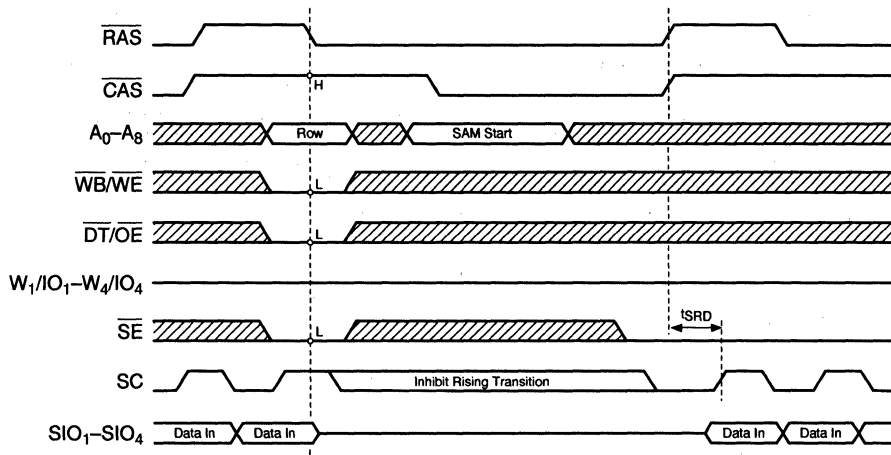 RAS
CAS
H
A0–A8
Row
SAM Start
WB/WE
L
DT/OE
L
W1/IO1–W4/IO4
SE
L
tSRD
SC
Inhibit Rising Transition
SIO1–SIO4
Data In
Data In
Data In
Data In